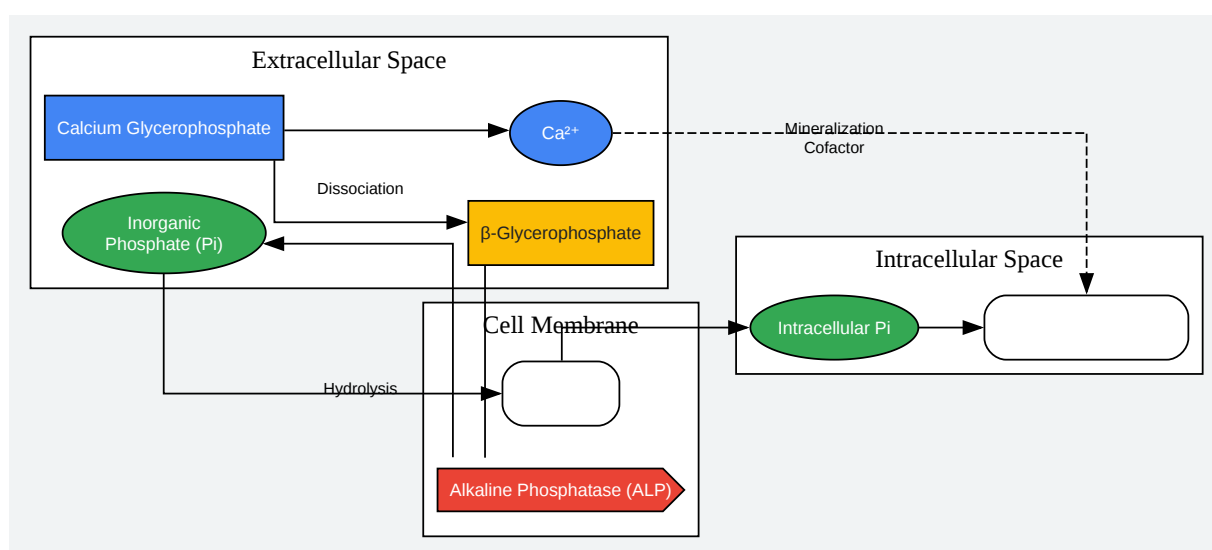 Extracellular Space
Calcium Glycerophosphate
Ca²⁺
Mineralization
Cofactor
Dissociation
Inorganic
Phosphate (Pi)
β-Glycerophosphate
Intracellular Space
Intracellular Pi
Cell Membrane
Hydrolysis
Alkaline Phosphatase (ALP)